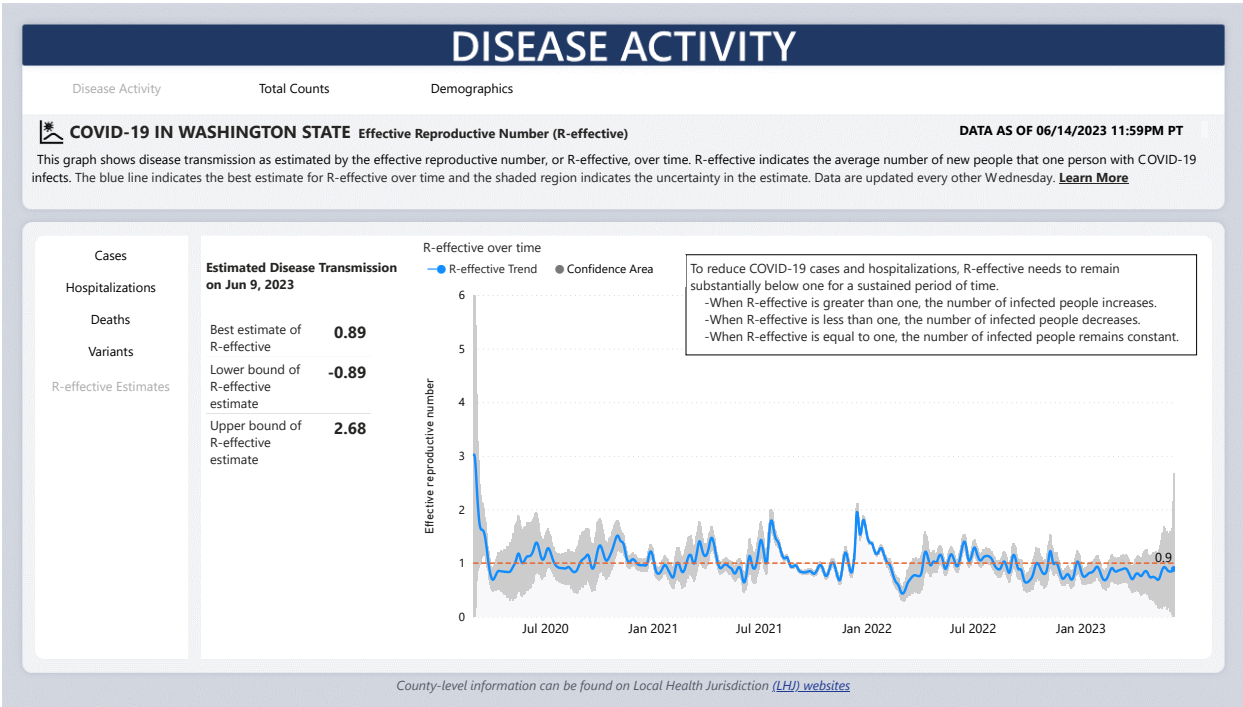 DISEASE ACTIVITY
Disease Activity
Total Counts
Demographics
COVID-19 IN WASHINGTON STATE Effective Reproductive Number (R-effective)
DATA AS OF 06/14/2023 11:59PM PT
This graph shows disease transmission as estimated by the effective reproductive number, or R-effective, over time. R-effective indicates the average number of new people that one person with COVID-19
infects. The blue line indicates the best estimate for R-effective over time and the shaded region indicates the uncertainty in the estimate. Data are updated every other Wednesday. Learn More
Cases
Hospitalizations
Deaths
Variants
R-effective Estimates
Estimated Disease Transmission
on Jun 9, 2023
Best estimate of
R-effective
0.89
Lower bound of
R-effective
estimate
-0.89
Upper bound of
R-effective
estimate
2.68
R-effective over time
R-effective Trend
Confidence Area
To reduce COVID-19 cases and hospitalizations, R-effective needs to remain
substantially below one for a sustained period of time.
-When R-effective is greater than one, the number of infected people increases.
-When R-effective is less than one, the number of infected people decreases.
-When R-effective is equal to one, the number of infected people remains constant.
Effective reproductive number
6
5
4
3
2
1
0
0.9
Jul 2020
Jan 2021
Jul 2021
Jan 2022
Jul 2022
Jan 2023
County-level information can be found on Local Health Jurisdiction (LHJ) websites